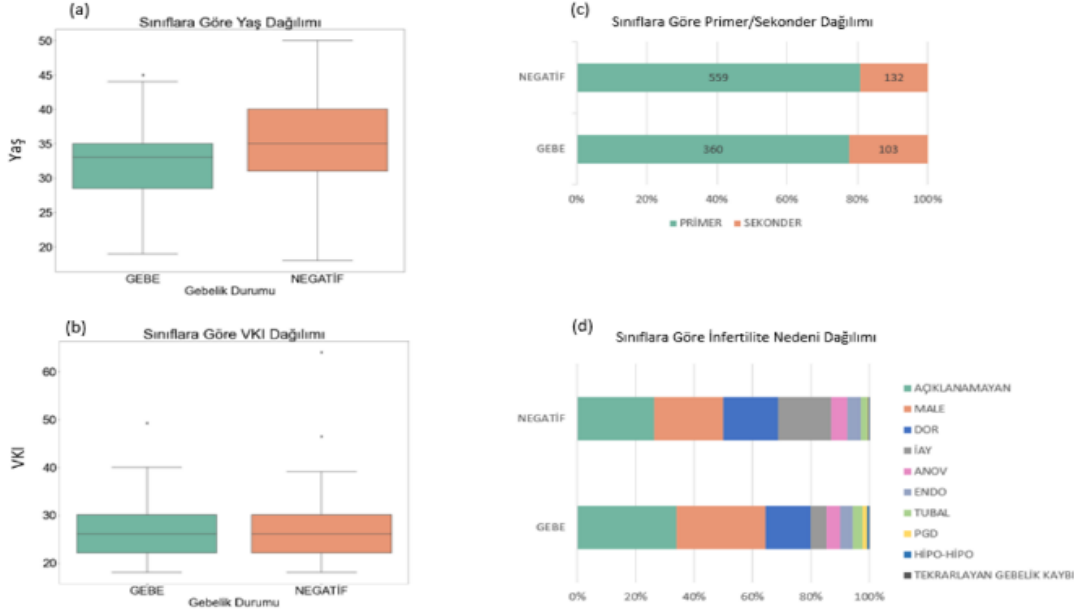 (a)
Sınıflara Göre Yaş Dağılımı
50
45
40
35
30
25
20
Yaş
GEBE
NEGATİF
Gebelik Durumu
(c)
Sınıflara Göre Primer/Sekonder Dağılımı
NEGATİF
559
132
GEBE
360
103
0%
20%
40%
60%
80%
100%
PRİMER
SEKONDER
(b)
Sınıflara Göre VKI Dağılımı
60
50
40
30
20
VKI
GEBE
NEGATİF
Gebelik Durumu
(d)
Sınıflara Göre İnfertilite Nedeni Dağılımı
NEGATİF
GEBE
0%
20%
40%
60%
80%
100%
AÇIKLANAMAYAN
MALE
DOR
İAY
ANOV
ENDO
TUBAL
PGD
HİPO-HİPO
TEKRARLAYAN GEBELİK KAYBI